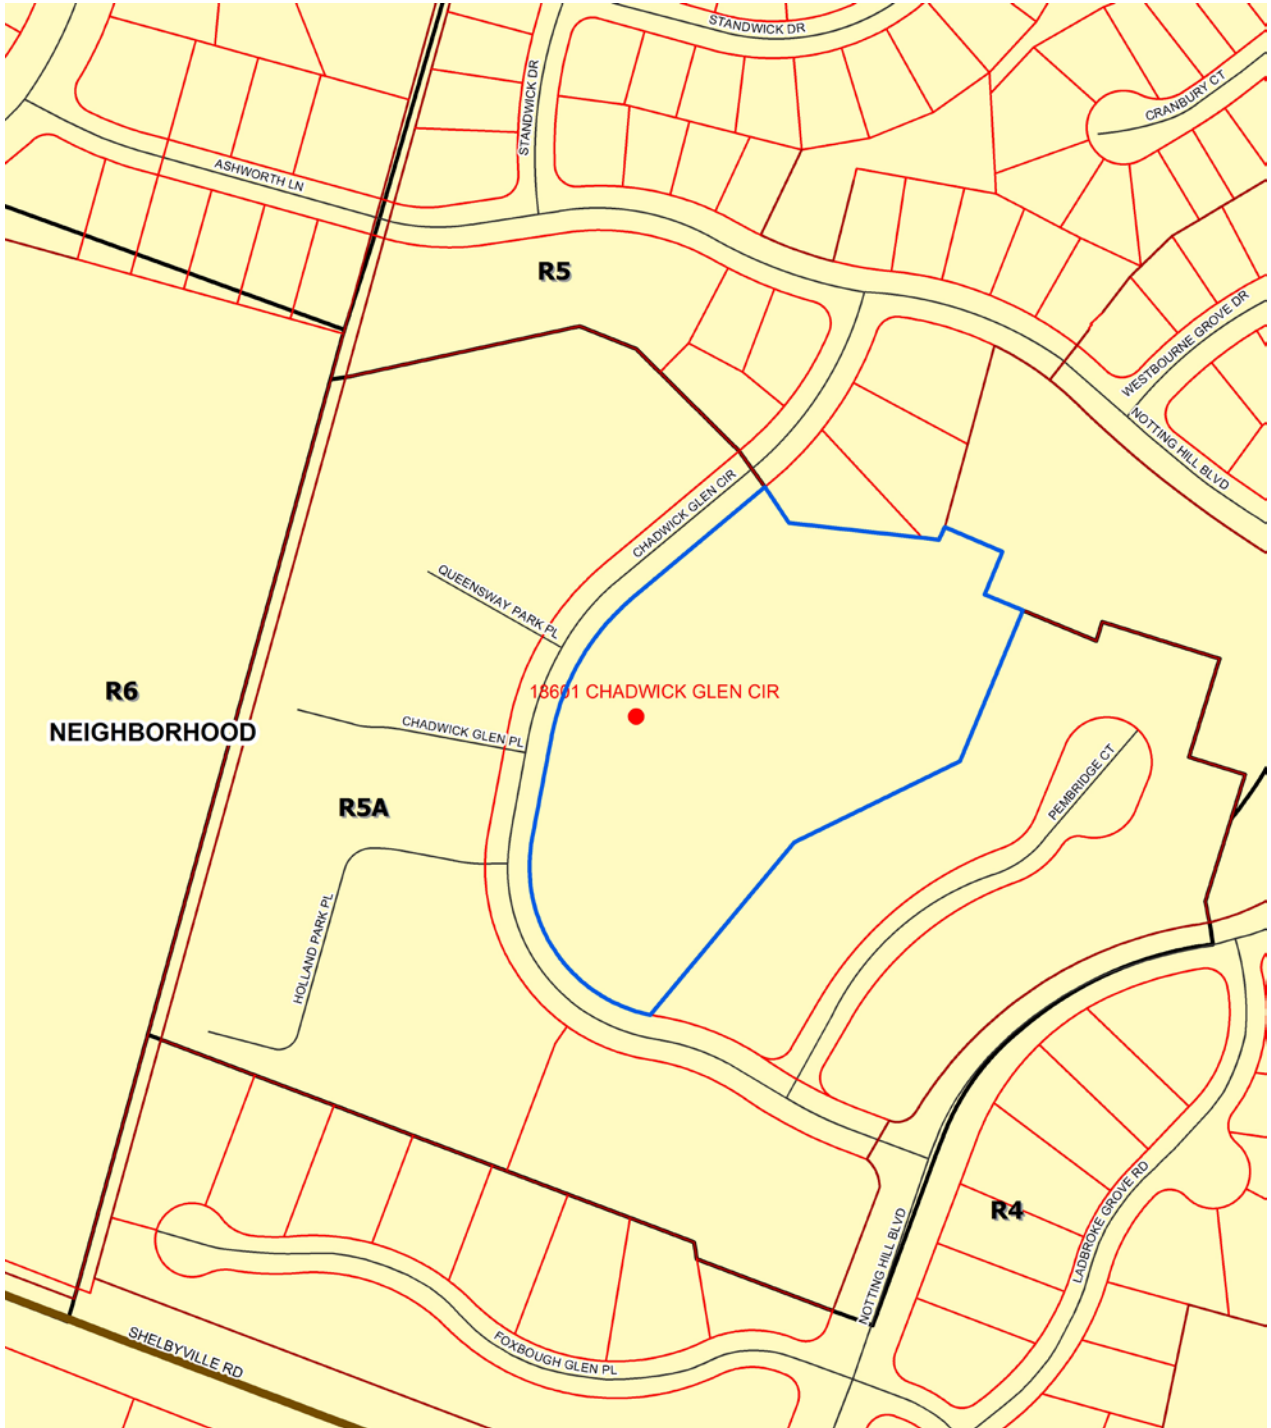 STANDWICK DR
STANDWICK DR
CRANBURY CT
ASHWORTH LN
R5
WESTBOURNE GROVE DR
NOTTING HILL BLVD
CHADWICK GLEN CIR
QUEENSWAY PARK PL
R6
NEIGHBORHOOD
18601 CHADWICK GLEN CIR
CHADWICK GLEN PL
PEMBRIDGE CT
R5A
HOLLAND PARK PL
R4
LADBROKE GROVE RD
NOTTING HILL BLVD
SHELBYVILLE RD
FOXBOUGH GLEN PL